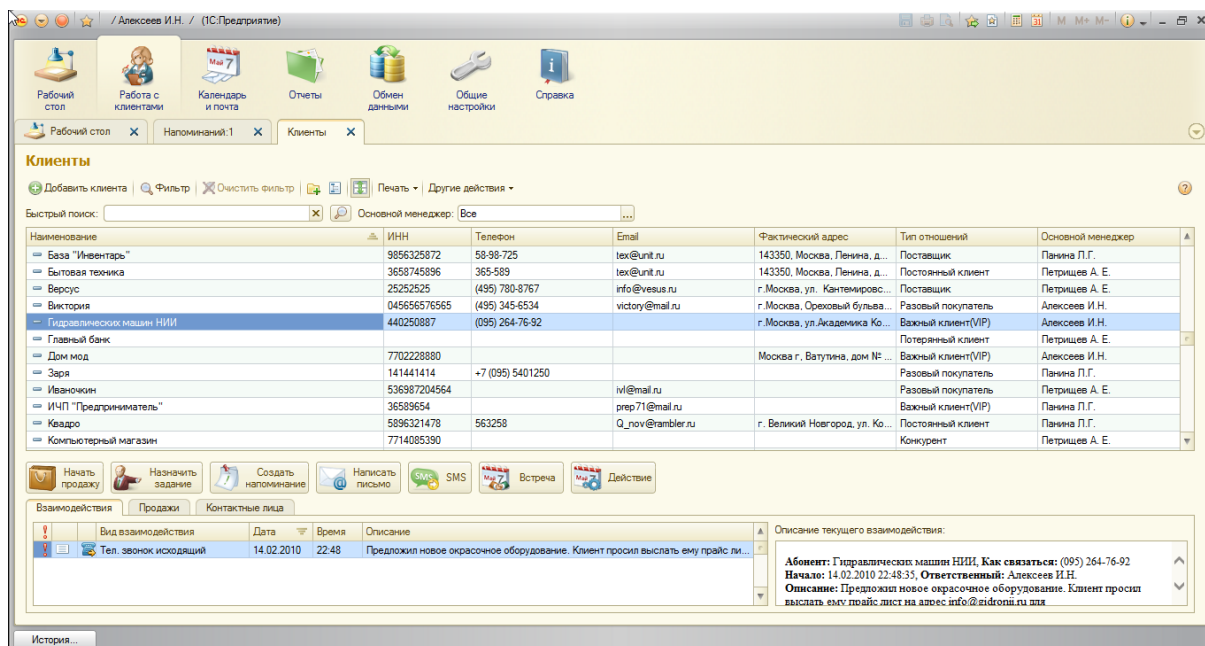 / Алексеев И.Н. / (1С:Предприятие)
M M+ M-
Май 7
Рабочий стол
Работа с клиентами
Календарь и почта
Отчеты
Обмен данными
Общие настройки
Справка
Рабочий стол Напоминаний:1 Клиенты
Клиенты
Добавить клиента Фильтр Очистить фильтр Печать Другие действия
Быстрый поиск: Основной менеджер: Все ...
Наименование ИНН Телефон Email Фактический адрес Тип отношений Основной менеджер
База "Инвентарь" 9856325872 58-98-725 tex@unit.ru 143350, Москва, Ленина, д... Поставщик Панина Л.Г.
Бытовая техника 3658745896 365-589 tex@unit.ru 143350, Москва, Ленина, д... Постоянный клиент Петрищев А. Е.
Версус 25252525 (495) 780-8767 info@vesus.ru г.Москва, ул. Кантемировс... Поставщик Панина Л.Г.
Виктория 045656576565 (495) 345-6534 victory@mail.ru г.Москва, Ореховый бульва... Разовый покупатель Алексеев И.Н.
Гидравлических машин НИИ 440250887 (095) 264-76-92 г.Москва, ул.Академика Ко... Важный клиент(VIP) Алексеев И.Н.
Главный банк Потерянный клиент Петрищев А. Е.
Дом мод 7702228880 Москва г, Ватутина, дом № ... Важный клиент(VIP) Алексеев И.Н.
Заря 141441414 +7 (095) 5401250 Разовый покупатель Панина Л.Г.
Иваночкин 536987204564 ivl@mail.ru Разовый покупатель Петрищев А. Е.
ИЧП "Предприниматель" 36589654 prep71@mail.ru Важный клиент(VIP) Панина Л.Г.
Квадро 5896321478 563258 Q_nov@rambler.ru г. Великий Новгород, ул. Ко... Постоянный клиент Панина Л.Г.
Компьютерный магазин 7714085390 Конкурент Петрищев А. Е.
Начать продажу
Назначить задание
Создать напоминание
Написать письмо
SMS SMS
Май 7 Встреча
Май 7 Действие
Взаимодействия Продажи Контактные лица
Вид взаимодействия Дата Время Описание
Тел. звонок исходящий 14.02.2010 22:48 Предложил новое окрасочное оборудование. Клиент просил выслать ему прайс ли...
Описание текущего взаимодействия:
Абонент: Гидравлических машин НИИ, Как связаться: (095) 264-76-92
Начало: 14.02.2010 22:48:35, Ответственный: Алексеев И.Н.
Описание: Предложил новое окрасочное оборудование. Клиент просил
выслать ему прайс лист на адрес info@gidronii.ru для
История...